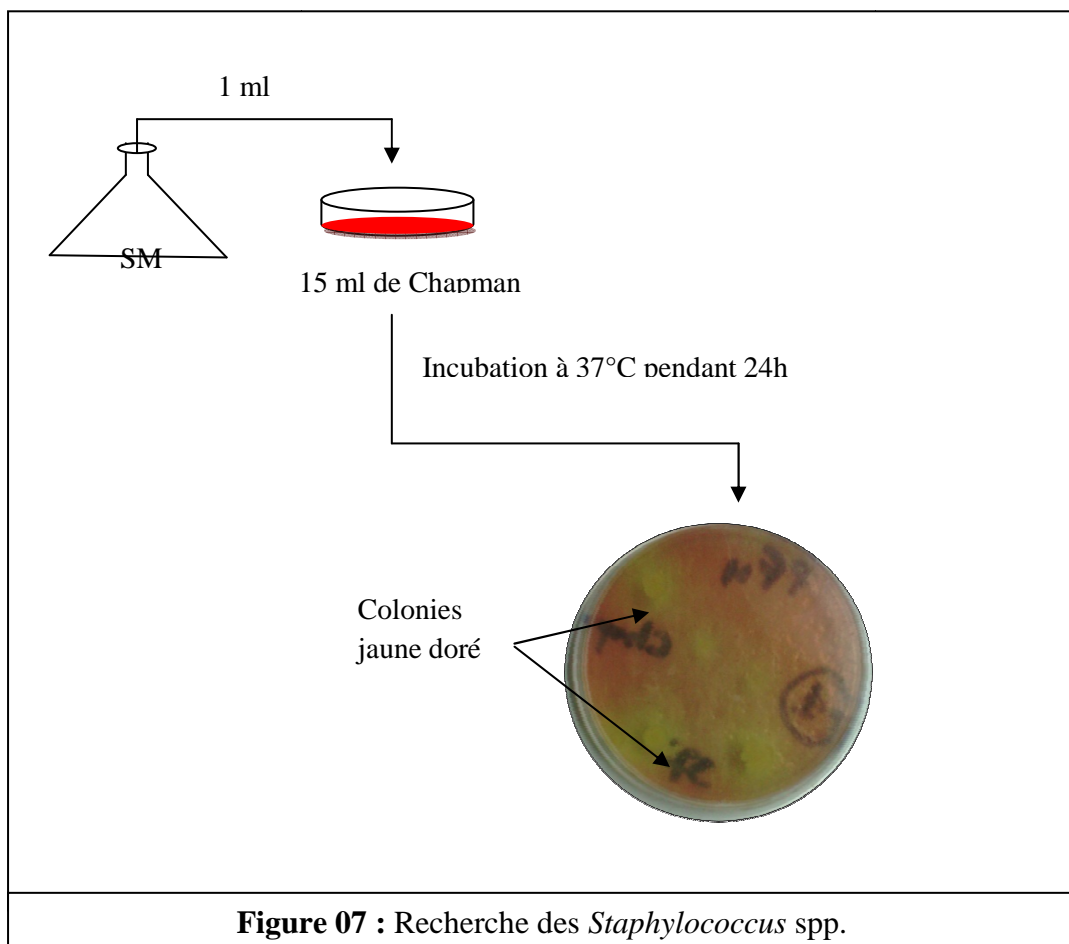 1 ml
SM
15 ml de Chapman
Incubation à 37°C pendant 24h
Colonies
jaune doré
Figure 07 : Recherche des Staphylococcus spp.